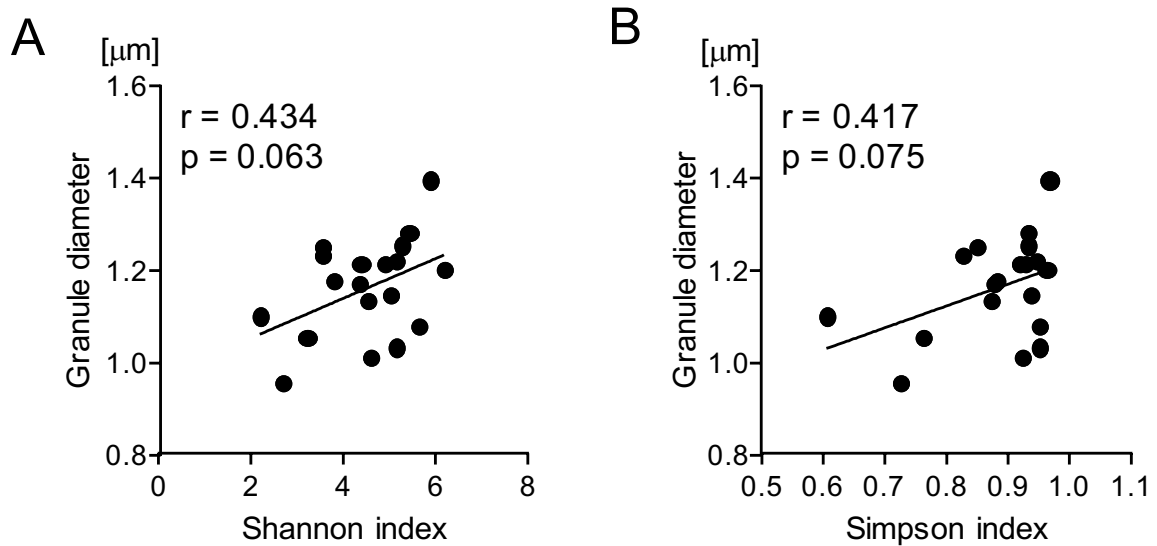 A
[μm]
1.6
1.4
1.2
1.0
0.8
Granule diameter
r = 0.434
p = 0.063
0 2 4 6 8
Shannon index
B
[μm]
1.6
1.4
1.2
1.0
0.8
Granule diameter
r = 0.417
p = 0.075
0.5 0.6 0.7 0.8 0.9 1.0 1.1
Simpson index